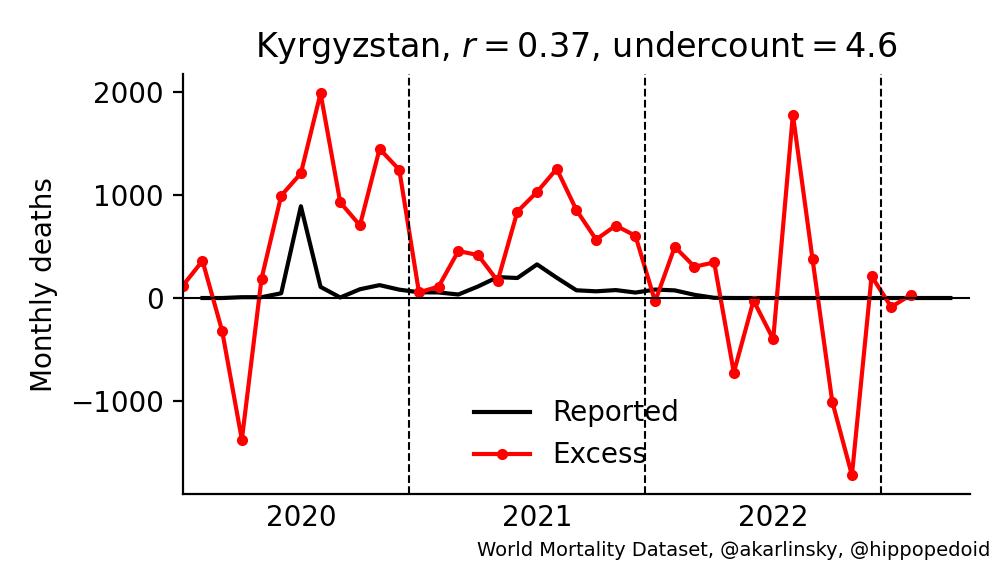 Kyrgyzstan, r = 0.37, undercount = 4.6
Monthly deaths
2000
1000
0
−1000
Reported
Excess
2020 2021 2022
World Mortality Dataset, @akarlinsky, @hippopedoid